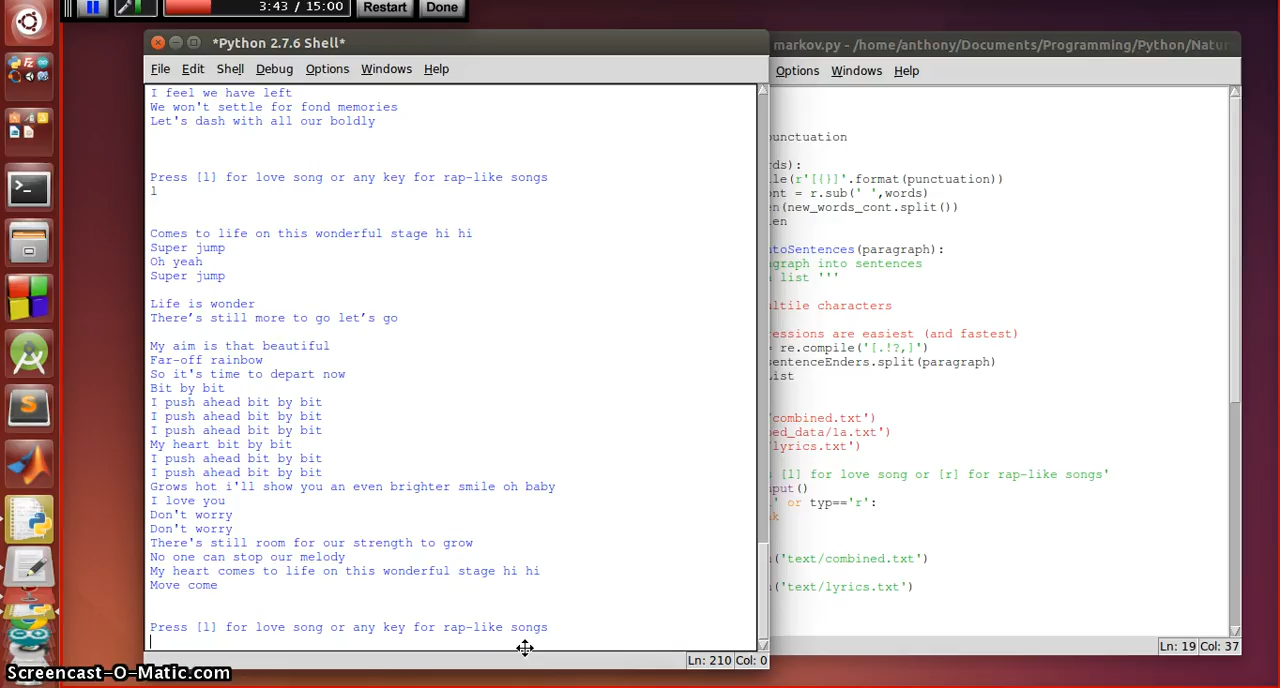 3:43 / 15:00 Restart Done
*Python 2.7.6 Shell*
File Edit Shell Debug Options Windows Help
I feel we have left
We won't settle for fond memories
Let's dash with all our boldly
Press [l] for love song or any key for rap-like songs
l
Comes to life on this wonderful stage hi hi
Super jump
Oh yeah
Super jump
Life is wonder
There’s still more to go let’s go
My aim is that beautiful
Far-off rainbow
So it's time to depart now
Bit by bit
I push ahead bit by bit
I push ahead bit by bit
I push ahead bit by bit
My heart bit by bit
I push ahead bit by bit
I push ahead bit by bit
Grows hot i'll show you an even brighter smile oh baby
I love you
Don't worry
Don't worry
There's still room for our strength to grow
No one can stop our melody
My heart comes to life on this wonderful stage hi hi
Move come
Press [l] for love song or any key for rap-like songs
Ln: 210 Col: 0
markov.py - /home/anthony/Documents/Programming/Python/Natur
Options Windows Help
punctuation
ds):
le(r'[{}]'.format(punctuation))
nt = r.sub(' ',words)
n(new_words_cont.split())
en
toSentences(paragraph):
graph into sentences
list '''
ltile characters
essions are easiest (and fastest)
= re.compile('[.!?,]')
entenceEnders.split(paragraph)
ist
combined.txt')
ed_data/1a.txt')
lyrics.txt')
s [l] for love song or [r] for rap-like songs'
put()
' or typ=='r':
k
('text/combined.txt')
('text/lyrics.txt')
Ln: 19 Col: 37
Screencast-O-Matic.com